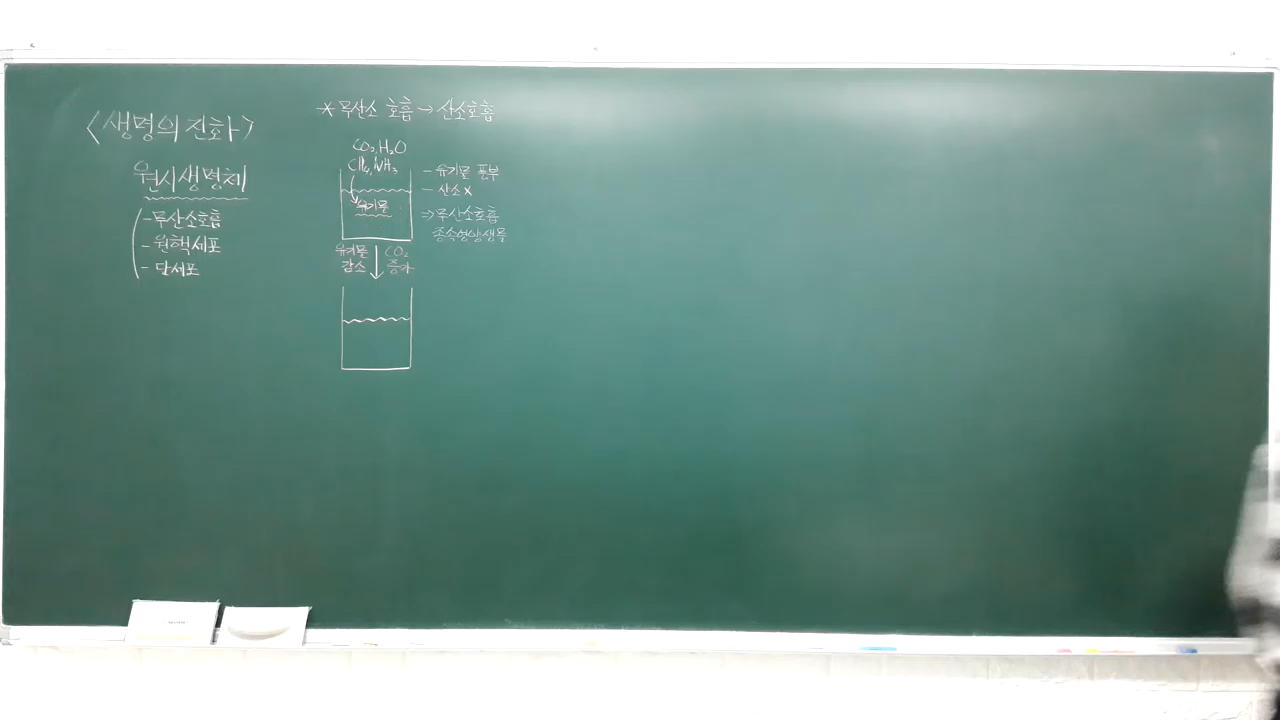 <생명의 진화>
원시생명체
- 무산소호흡
- 원핵세포
- 단세포
* 무산소 호흡 → 산소호흡
CO₂, H₂O
CH₄, NH₃
유기물
- 유기물 풍부
- 산소 X
⇒ 무산소호흡
종속영양생물
유기물 감소
CO₂ 증가